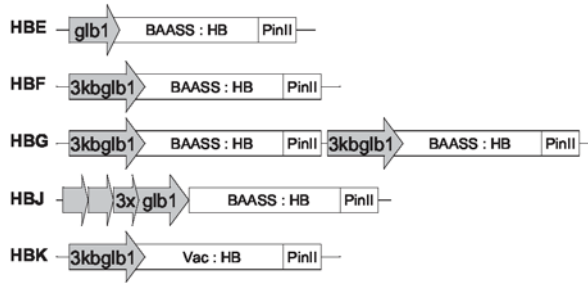 HBE glb1 BAASS : HB PinII
HBF 3kbglb1 BAASS : HB PinII
HBG 3kbglb1 BAASS : HB PinII 3kbglb1 BAASS : HB PinII
HBJ 3x glb1 BAASS : HB PinII
HBK 3kbglb1 Vac : HB PinII